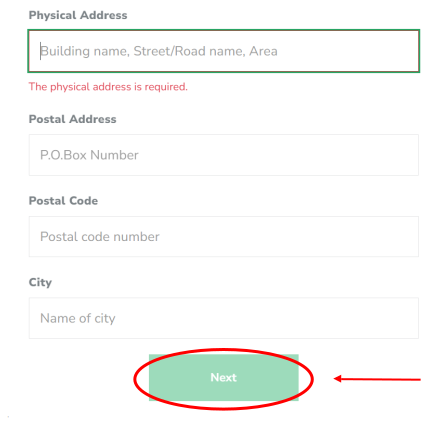 Physical Address
Building name, Street/Road name, Area
The physical address is required.
Postal Address
P.O.Box Number
Postal Code
Postal code number
City
Name of city
Next